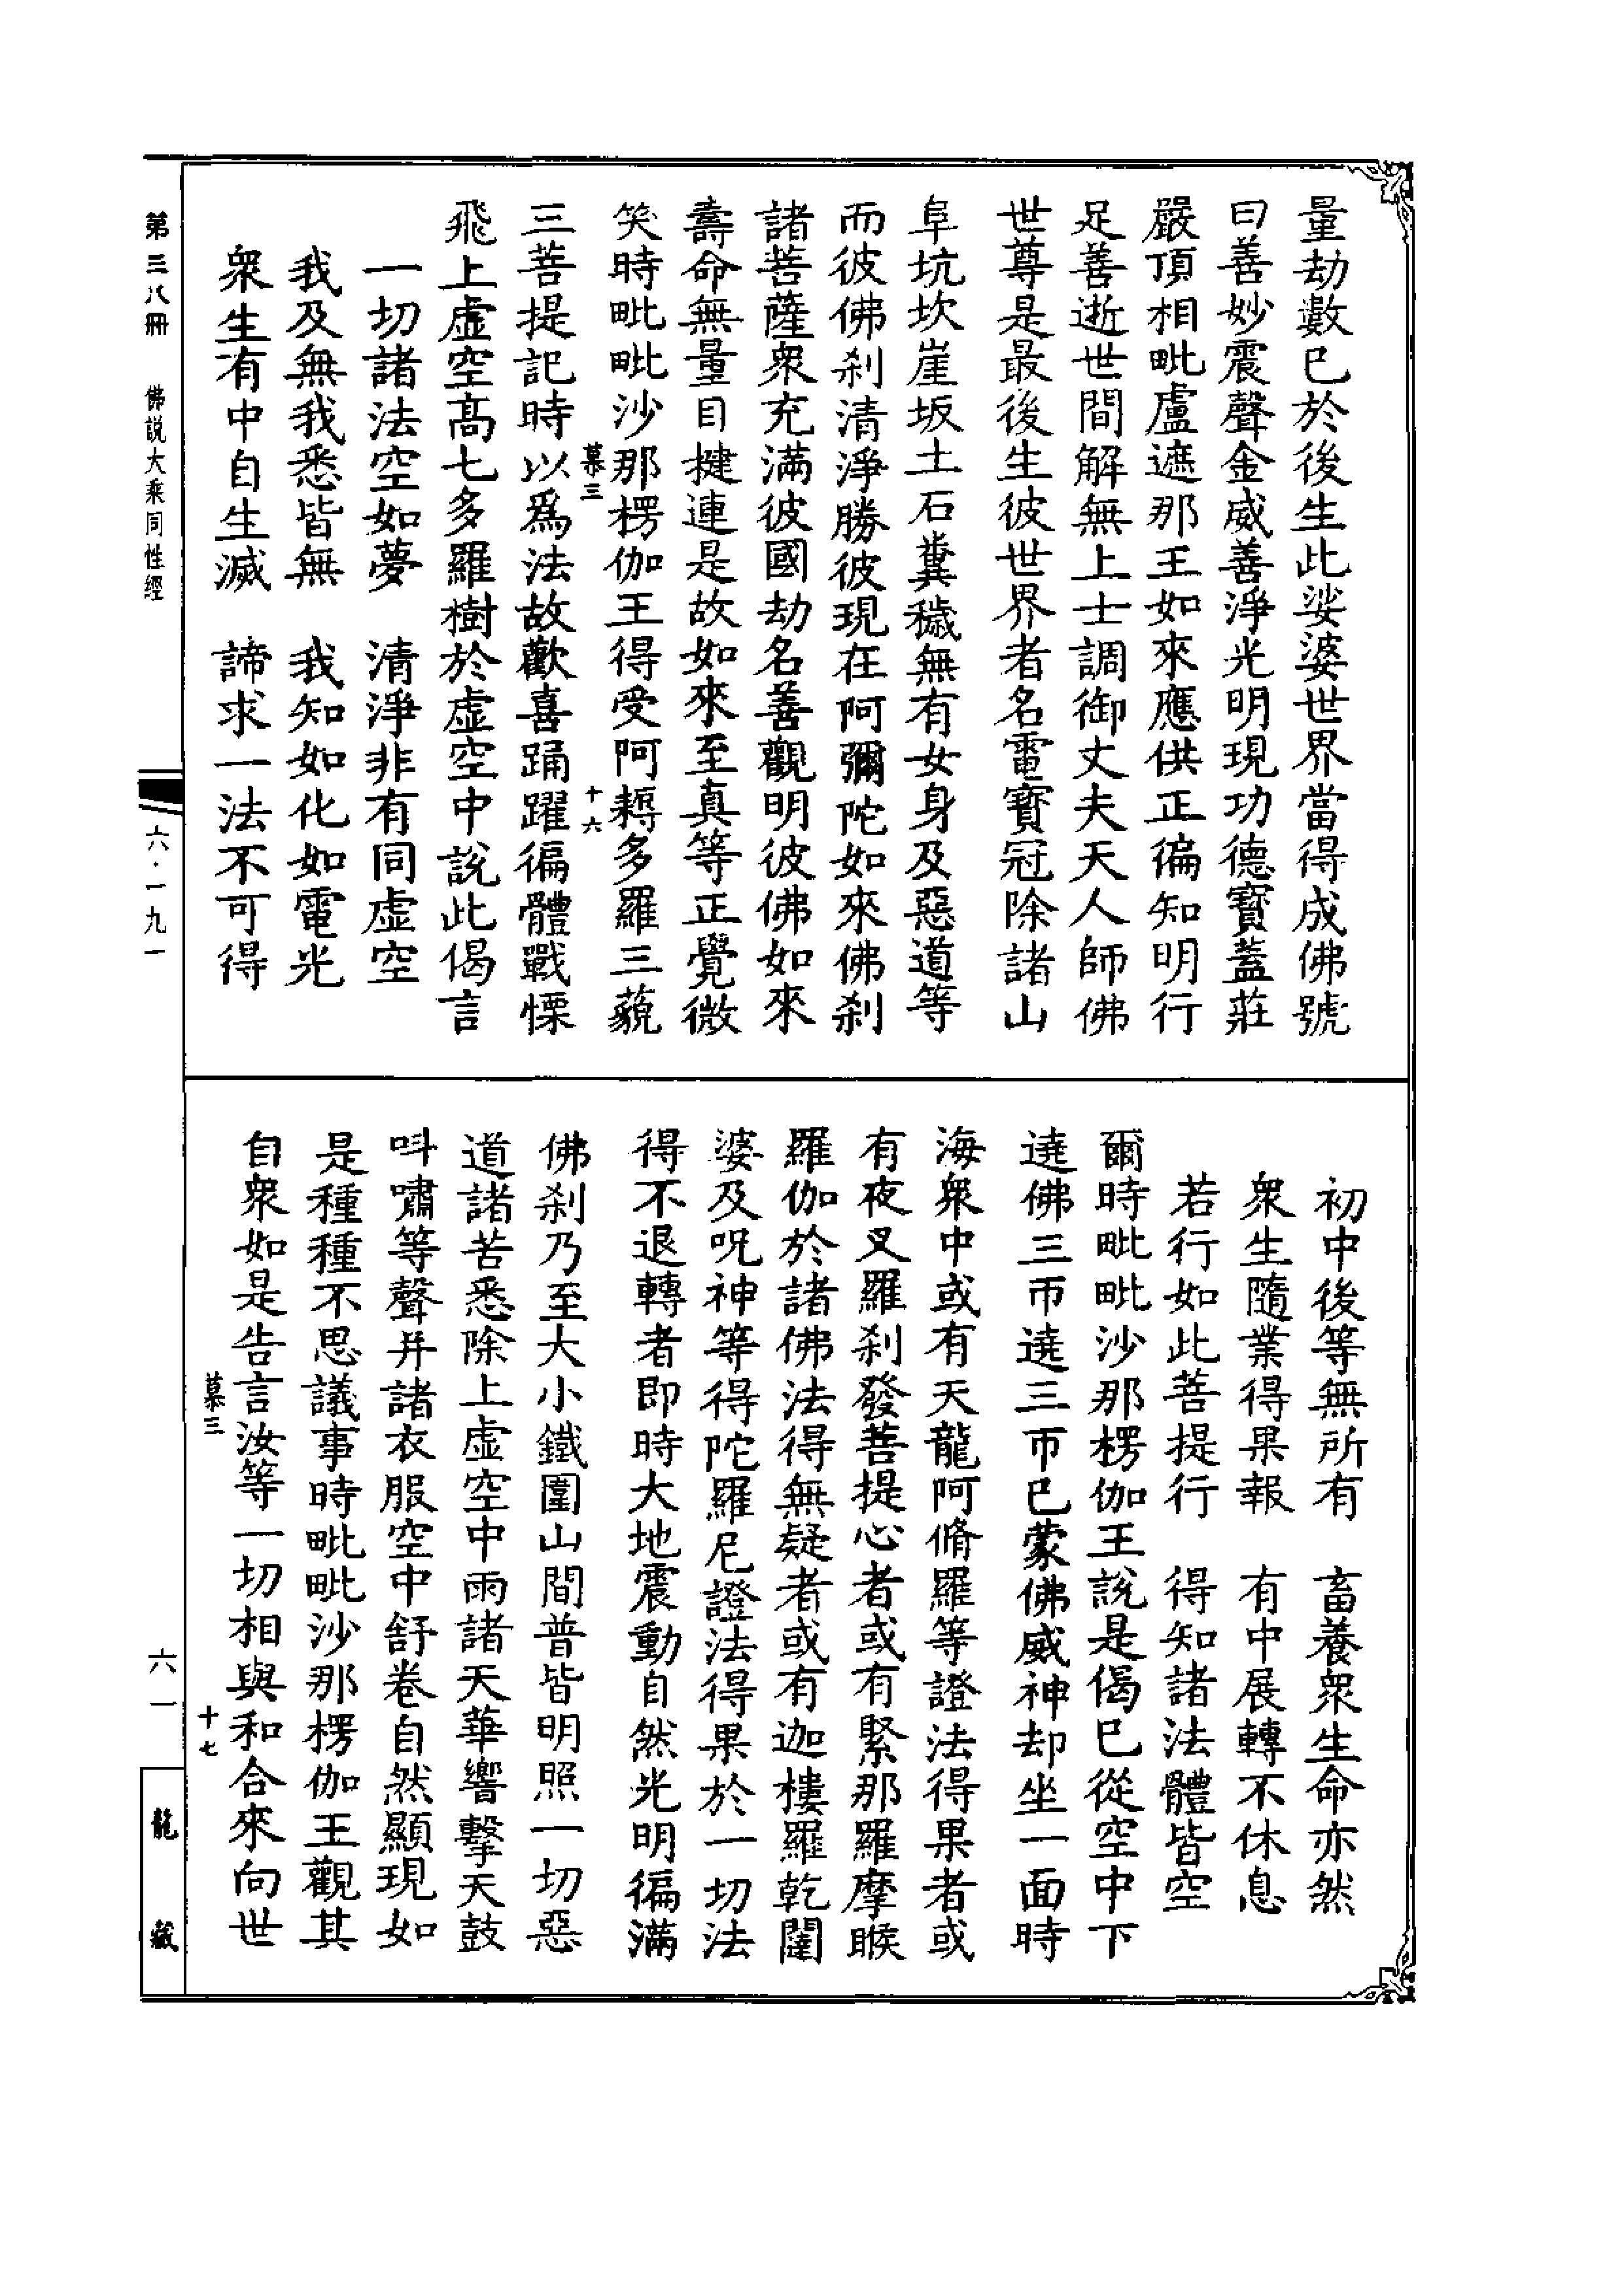 量劫數已於後生此娑婆世界當得成佛號
曰善妙震聲金威善淨光明現功德寶蓋莊
嚴頂相毗盧遮那王如來應供正徧知明行
足善逝世間解無上士調御丈夫天人師佛
世尊是最後生彼世界者名雷寶冠除諸山
阜坑坎崖坂土石糞穢無有女身及惡道等
而彼佛刹清淨勝彼現在阿彌陀如來佛刹
諸菩薩衆充滿彼國劫名善觀明彼佛如來
壽命無量目揵連是故如來至真等正覺微
笑時毗毗沙那楞伽王得受阿耨多羅三藐
慕三
十六
三菩提記時以爲法故歡喜踊躍徧體戰慄
飛上虛空高七多羅樹於虛空中說此偈言
一切諸法空如夢　清淨非有同虛空
我及無我悉皆無　我知如化如電光
衆生有中自生滅　諦求一法不可得
初中後等無所有　畜養衆生命亦然
衆生隨業得果報　有中展轉不休息
若行如此菩提行　得知諸法體皆空
爾時毗毗沙那楞伽王說是偈已從空中下
遶佛三帀遶三帀已蒙佛威神却坐一面時
海衆中或有天龍阿脩羅等證法得果者或
有夜叉羅刹發菩提心者或有緊那羅摩睺
羅伽於諸佛法得無疑者或有迦樓羅乾闥
婆及呪神等得陀羅尼證法得果於一切法
得不退轉者即時大地震動自然光明徧滿
佛刹乃至大小鐵圍山間普皆明照一切惡
道諸苦悉除上虛空中雨諸天華響擊天鼓
呌嘯等聲并諸衣服空中舒卷自然顯現如
是種種不思議事時毗毗沙那楞伽王觀其
自衆如是告言汝等一切相與和合來向世
慕三
十七
第三八冊　佛説大乘同性經
六·一九一
六一
龍藏